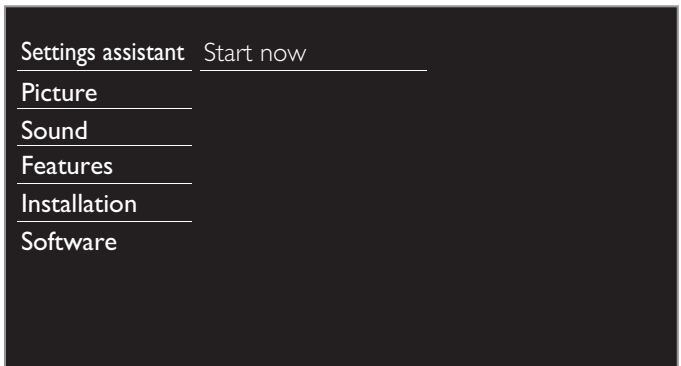 Settings assistant Start now
Picture
Sound
Features
Installation
Software